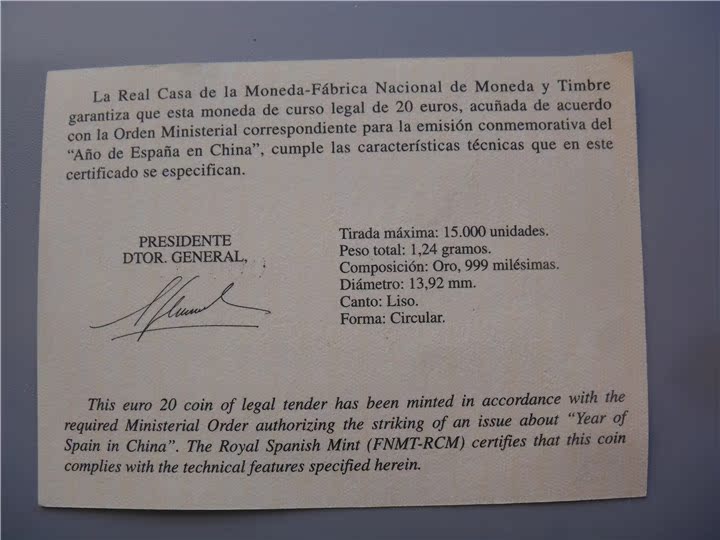 La Real Casa de la Moneda-Fábrica Nacional de Moneda y Timbre
garantiza que esta moneda de curso legal de 20 euros, acuñada de acuerdo
con la Orden Ministerial correspondiente para la emisión conmemorativa del
“Año de España en China”, cumple las características técnicas que en este
certificado se especifican.
PRESIDENTE
DTOR. GENERAL,
Tirada máxima: 15.000 unidades.
Peso total: 1,24 gramos.
Composición: Oro, 999 milésimas.
Diámetro: 13,92 mm.
Canto: Liso.
Forma: Circular.
This euro 20 coin of legal tender has been minted in accordance with the
required Ministerial Order authorizing the striking of an issue about “Year of
Spain in China”. The Royal Spanish Mint (FNMT-RCM) certifies that this coin
complies with the technical features specified herein.